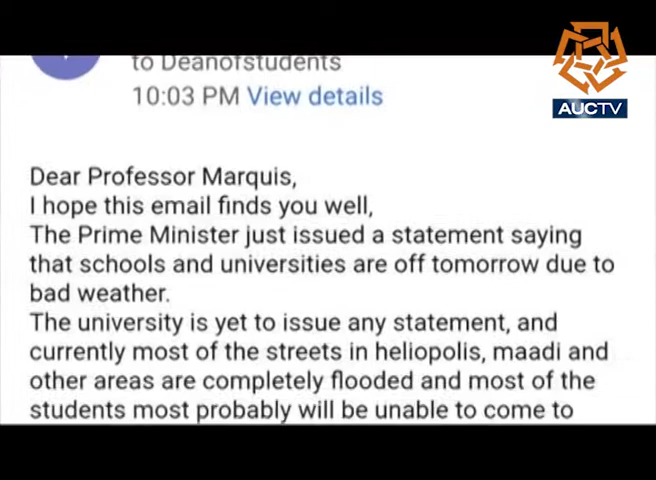 AUCTV
to Deanofstudents
10:03 PM View details
Dear Professor Marquis,
I hope this email finds you well,
The Prime Minister just issued a statement saying
that schools and universities are off tomorrow due to
bad weather.
The university is yet to issue any statement, and
currently most of the streets in heliopolis, maadi and
other areas are completely flooded and most of the
students most probably will be unable to come to